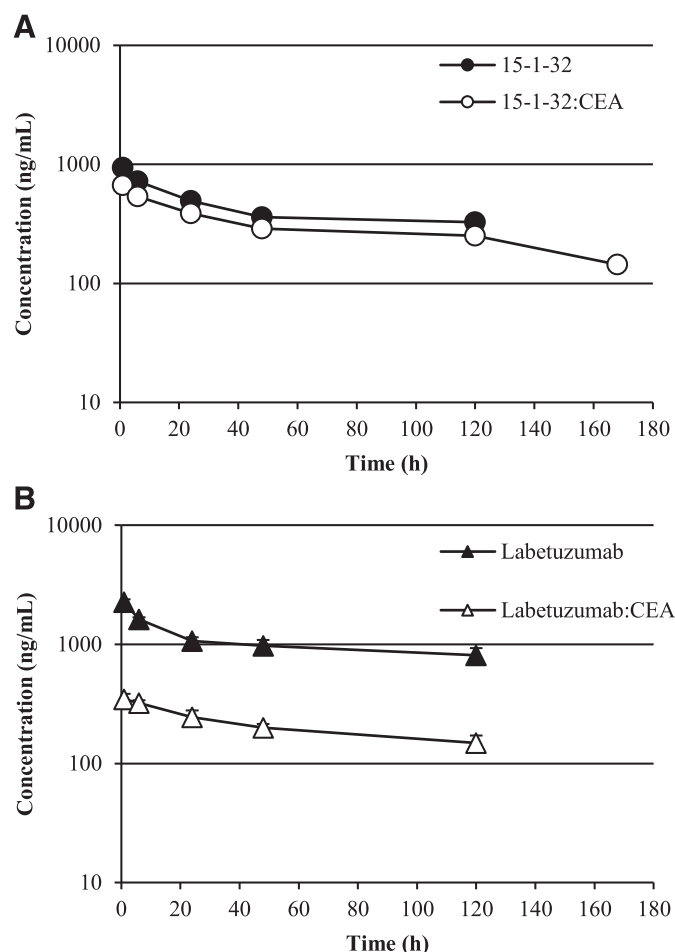 A
10000
1000
100
10
Concentration (ng/mL)
15-1-32
15-1-32:CEA
0 20 40 60 80 100 120 140 160 180
Time (h)
B
10000
1000
100
10
Concentration (ng/mL)
Labetuzumab
Labetuzumab:CEA
0 20 40 60 80 100 120 140 160 180
Time (h)